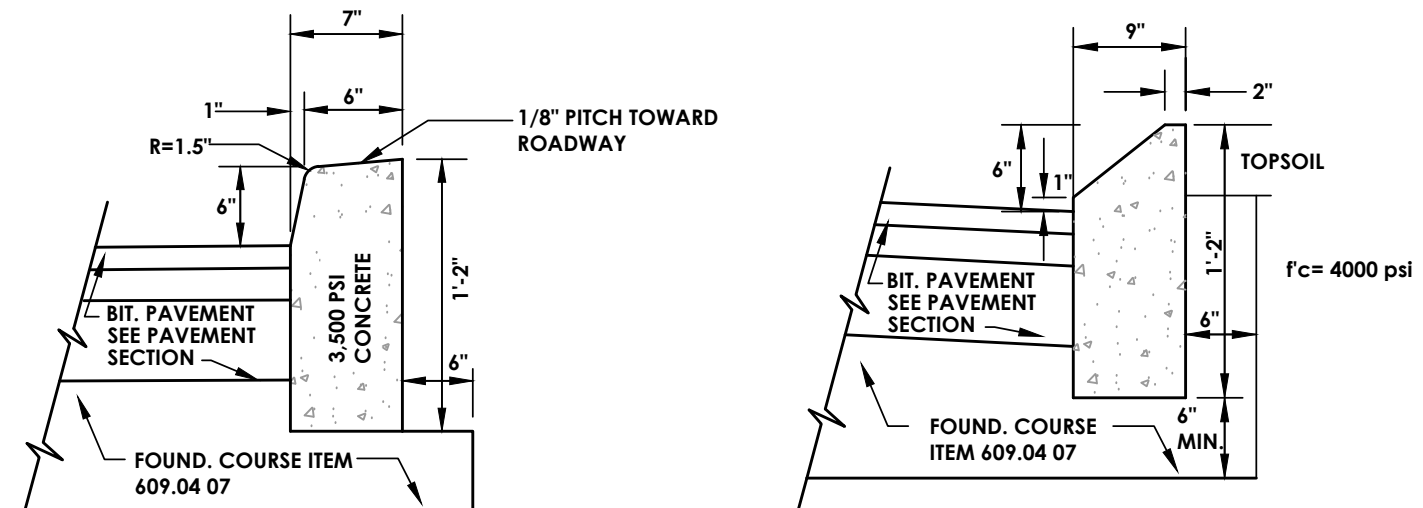 7"
6"
1"
R=1.5"
1/8" PITCH TOWARD
ROADWAY
6"
3,500 PSI
CONCRETE
1'-2"
BIT. PAVEMENT
SEE PAVEMENT
SECTION
6"
FOUND. COURSE ITEM
609.04 07
9"
2"
6"
1"
TOPSOIL
1'-2"
f'c= 4000 psi
BIT. PAVEMENT
SEE PAVEMENT
SECTION
6"
6"
MIN.
FOUND. COURSE
ITEM 609.04 07